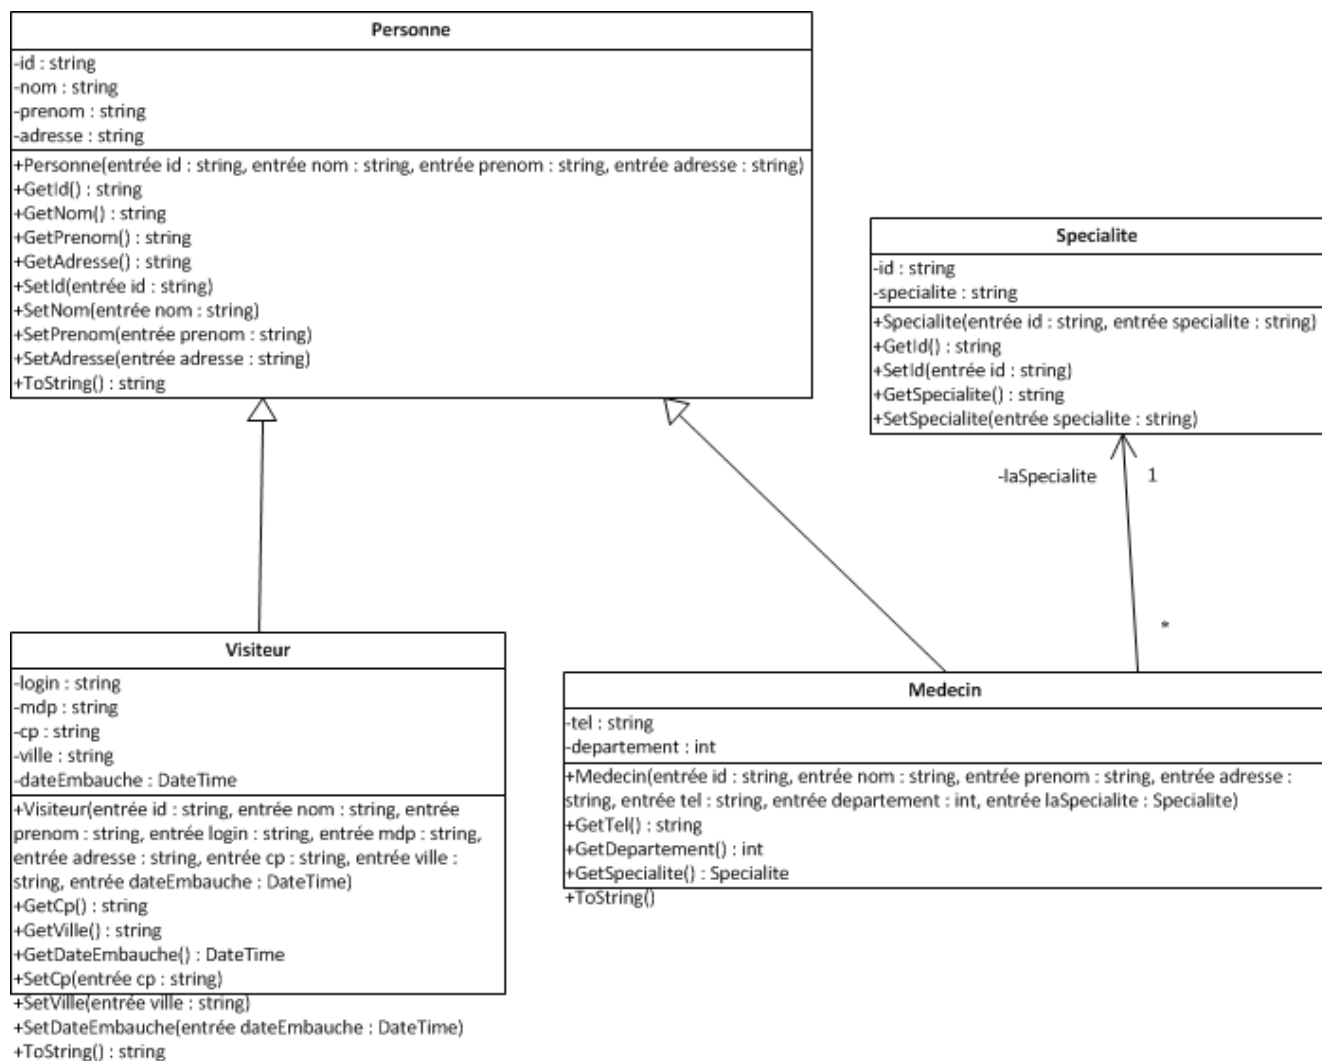 Personne
-id : string
-nom : string
-prenom : string
-adresse : string
+Personne(entrée id : string, entrée nom : string, entrée prenom : string, entrée adresse : string)
+GetId() : string
+GetNom() : string
+GetPrenom() : string
+GetAdresse() : string
+SetId(entrée id : string)
+SetNom(entrée nom : string)
+SetPrenom(entrée prenom : string)
+SetAdresse(entrée adresse : string)
+ToString() : string
Specialite
-id : string
-specialite : string
+Specialite(entrée id : string, entrée specialite : string)
+GetId() : string
+SetId(entrée id : string)
+GetSpecialite() : string
+SetSpecialite(entrée specialite : string)
-laSpecialite
1
*
Visiteur
-login : string
-mdp : string
-cp : string
-ville : string
-dateEmbauche : DateTime
+Visiteur(entrée id : string, entrée nom : string, entrée
prenom : string, entrée login : string, entrée mdp : string,
entrée adresse : string, entrée cp : string, entrée ville :
string, entrée dateEmbauche : DateTime)
+GetCp() : string
+GetVille() : string
+GetDateEmbauche() : DateTime
+SetCp(entrée cp : string)
+SetVille(entrée ville : string)
+SetDateEmbauche(entrée dateEmbauche : DateTime)
+ToString() : string
Medecin
-tel : string
-departement : int
+Medecin(entrée id : string, entrée nom : string, entrée prenom : string, entrée adresse :
string, entrée tel : string, entrée departement : int, entrée laSpecialite : Specialite)
+GetTel() : string
+GetDepartement() : int
+GetSpecialite() : Specialite
+ToString()